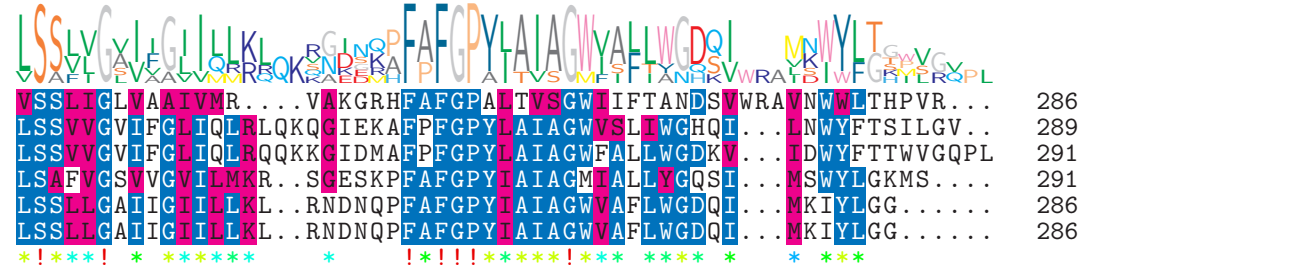 VSSLIGLVAAIVMR....VAKGRHFAFGPALTVSGWIIFTANDSVWRAVNWWLTHPVR... 286
LSSVVGVIFGLIQLRLQKQGIEKAFPFGPYLAIAGWVSLIWGHQI...LNWYFTSILGV.. 289
LSSVVGVIFGLIQLRQQKKGIDMAFPFGPYLAIAGWFALLWGDKV...IDWYFTTWVGQPL 291
LSAFVGSVVGVILMKR..SGESKPFAFGPYIAIAGMIALLYGQSI...MSWYLGKMS.... 291
LSSLLGAIIGIILLKL..RNDNQPFAFGPYIAIAGWVAFLWGDQI...MKIYLGG...... 286
LSSLLGAIIGIILLKL..RNDNQPFAFGPYIAIAGWVAFLWGDQI...MKIYLGG...... 286
*!***! * ******    *    !*!!!*****!*** **** *   * ***